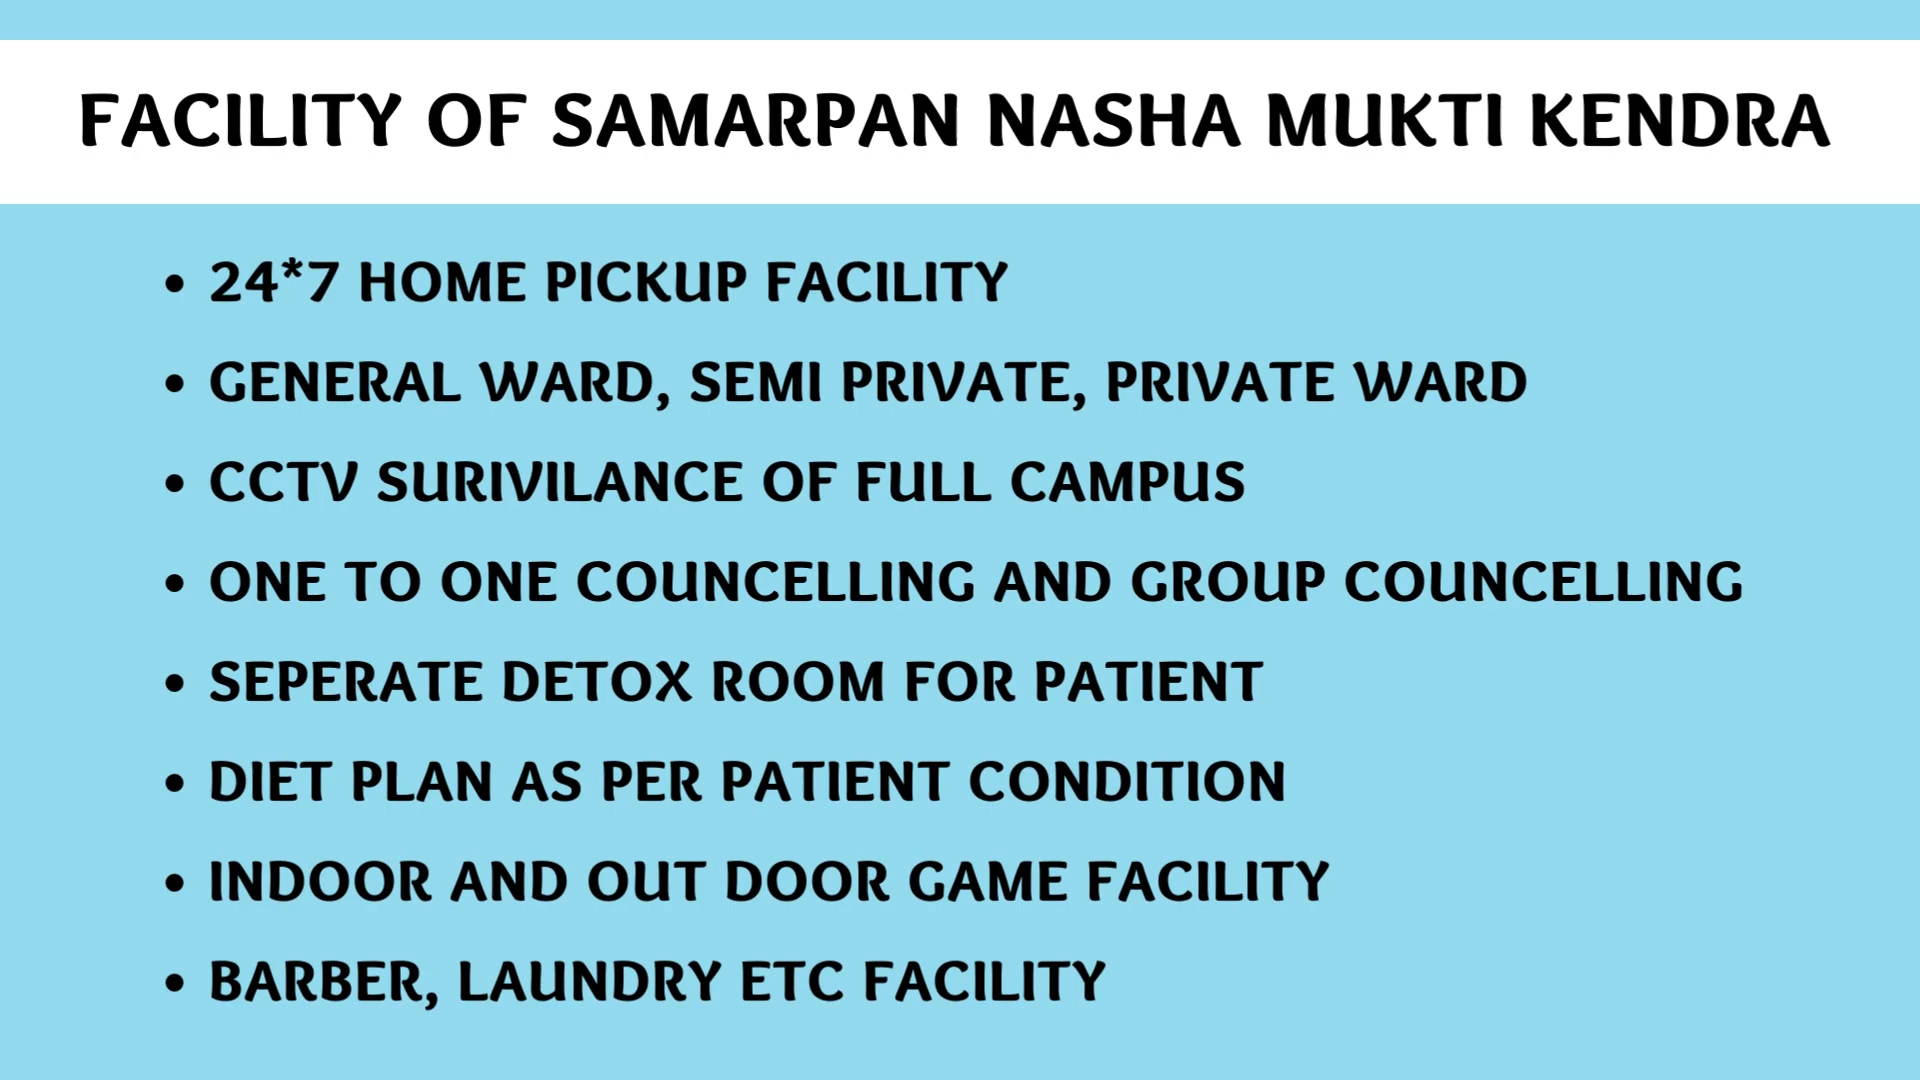 FACILITY OF SAMARPAN NASHA MUKTI KENDRA
• 24*7 HOME PICKUP FACILITY
• GENERAL WARD, SEMI PRIVATE, PRIVATE WARD
• CCTV SURIVILANCE OF FULL CAMPUS
• ONE TO ONE COUNCELLING AND GROUP COUNCELLING
• SEPERATE DETOX ROOM FOR PATIENT
• DIET PLAN AS PER PATIENT CONDITION
• INDOOR AND OUT DOOR GAME FACILITY
• BARBER, LAUNDRY ETC FACILITY